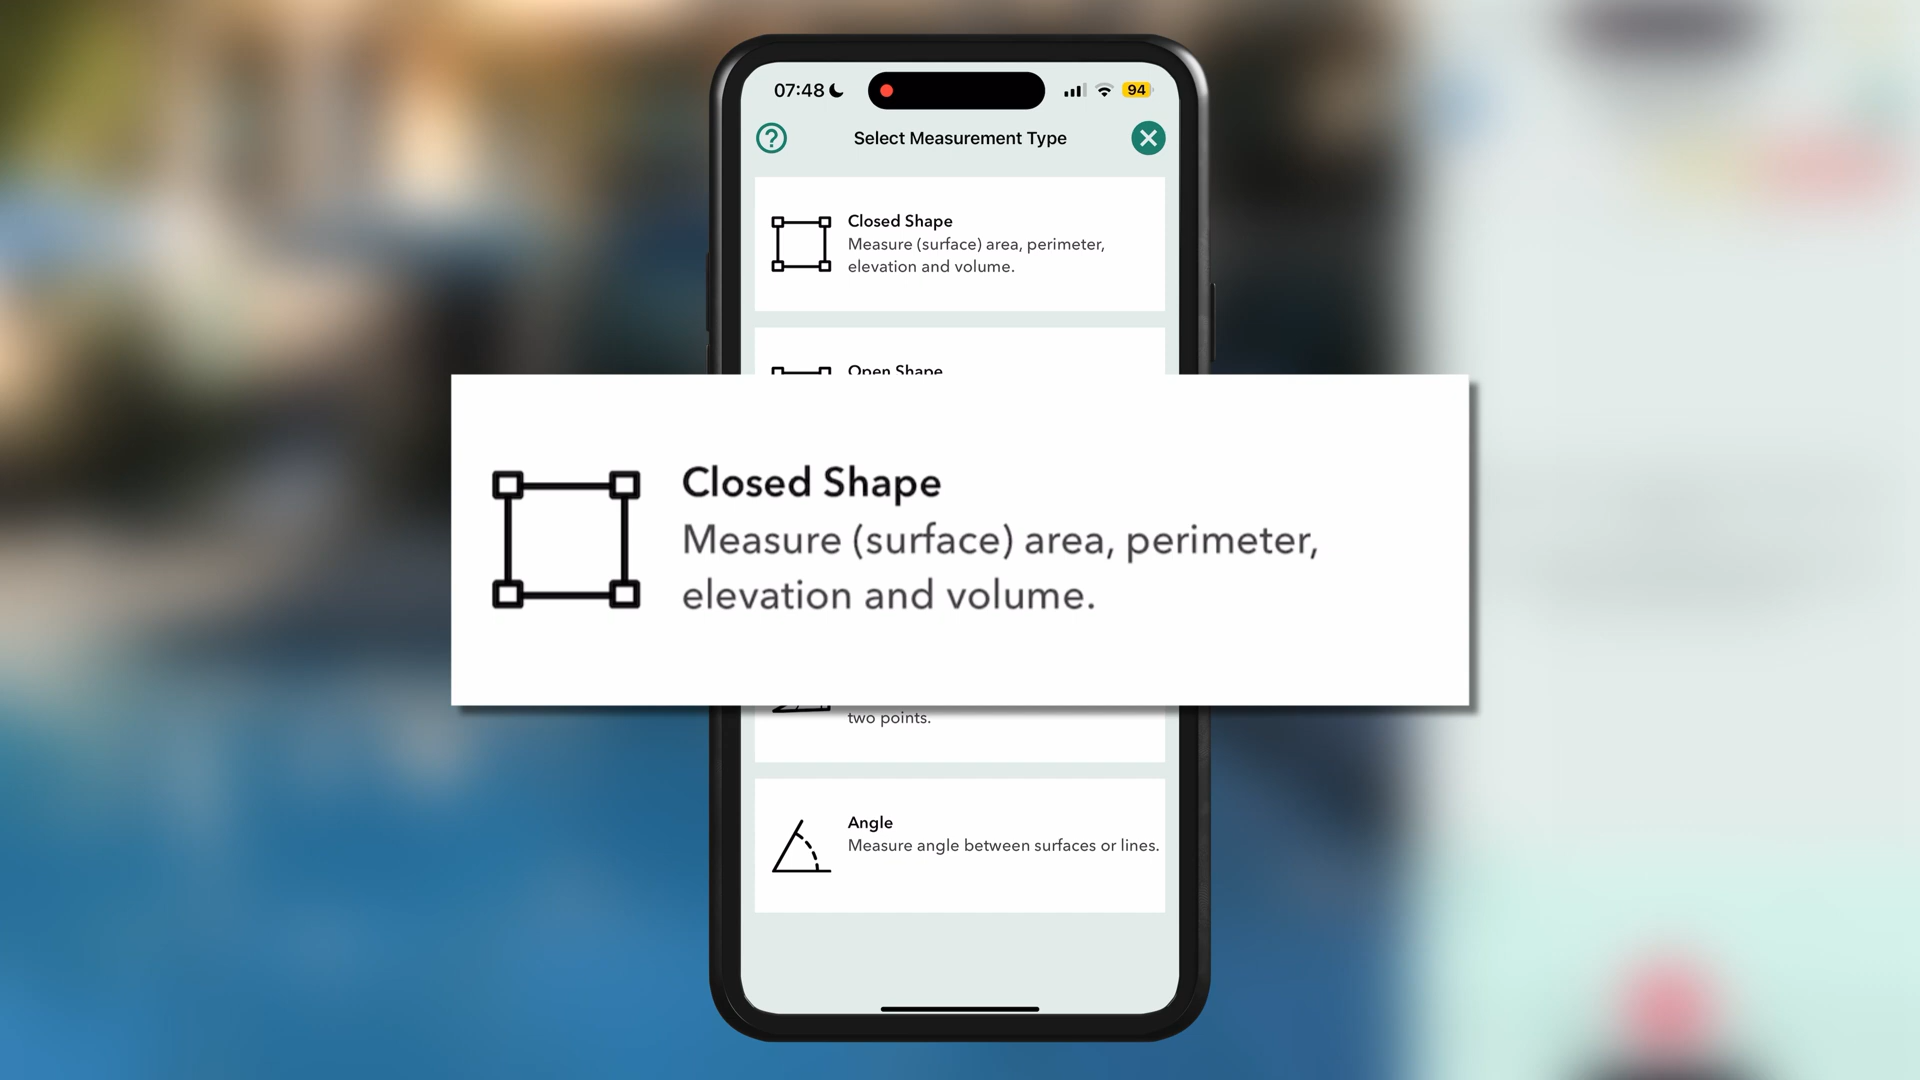 07:48
94
Select Measurement Type
Closed Shape
Measure (surface) area, perimeter,
elevation and volume.
Open Shape
Closed Shape
Measure (surface) area, perimeter,
elevation and volume.
two points.
Angle
Measure angle between surfaces or lines.